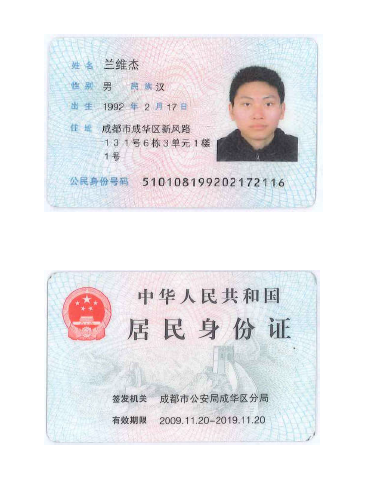 姓名 兰维杰
性别 男 民族 汉
出生 1992 年 2 月 17 日
住址 成都市成华区新风路
131号6栋3单元1楼
1号
公民身份号码 510108199202172116
中华人民共和国
居民身份证
签发机关 成都市公安局成华区分局
有效期限 2009.11.20-2019.11.20